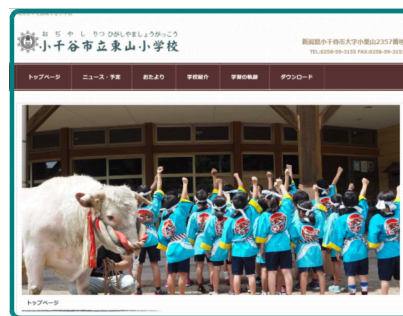 おぢやしりつひがしやましょうがっこう
小千谷市立東山小学校
新潟県小千谷市大字小栗山2357番地
TEL:0258-59-3155 FAX:0258-59-3155
トップページ ニュース・予定 おたより 学校紹介 学習の軌跡 ダウンロード
トップページ